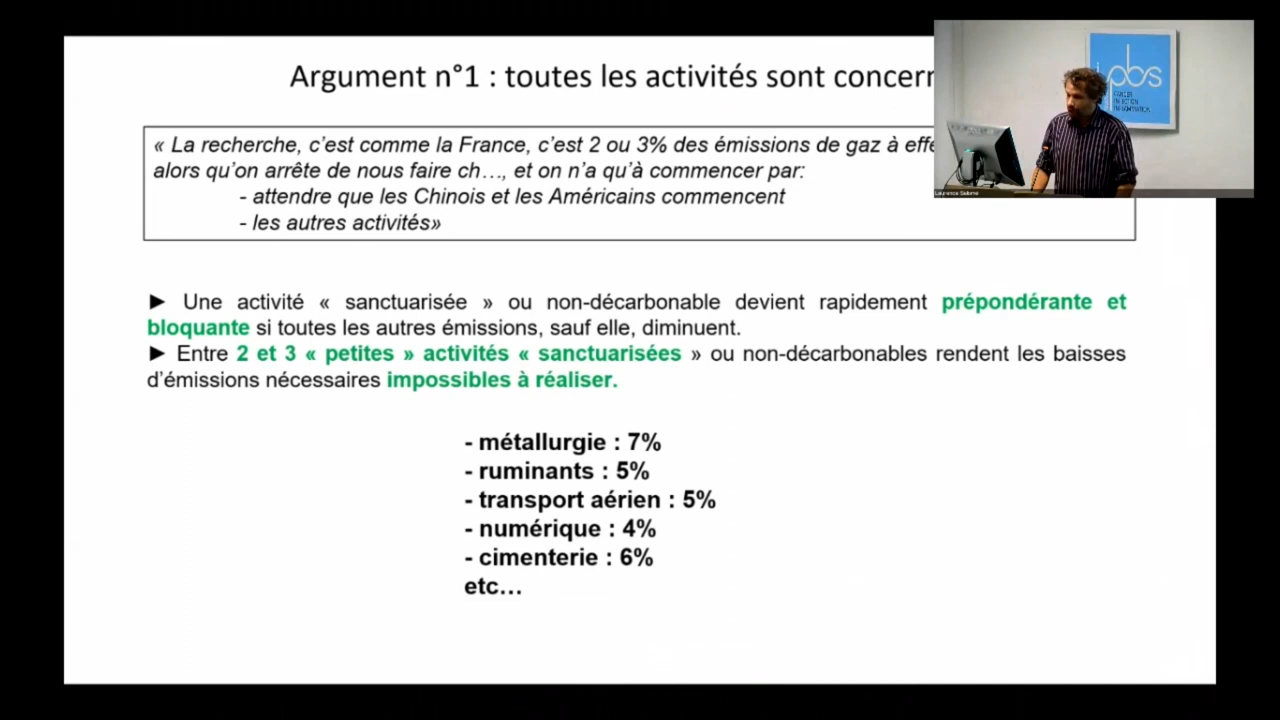 Argument n°1 : toutes les activités sont concern
« La recherche, c'est comme la France, c'est 2 ou 3% des émissions de gaz à effe
alors qu'on arrête de nous faire ch…, et on n'a qu'à commencer par:
- attendre que les Chinois et les Américains commencent
- les autres activités»
► Une activité « sanctuarisée » ou non-décarbonable devient rapidement prépondérante et
bloquante si toutes les autres émissions, sauf elle, diminuent.
► Entre 2 et 3 « petites » activités « sanctuarisées » ou non-décarbonables rendent les baisses
d'émissions nécessaires impossibles à réaliser.
- métallurgie : 7%
- ruminants : 5%
- transport aérien : 5%
- numérique : 4%
- cimenterie : 6%
etc…
ipbs
Laurence Salomé